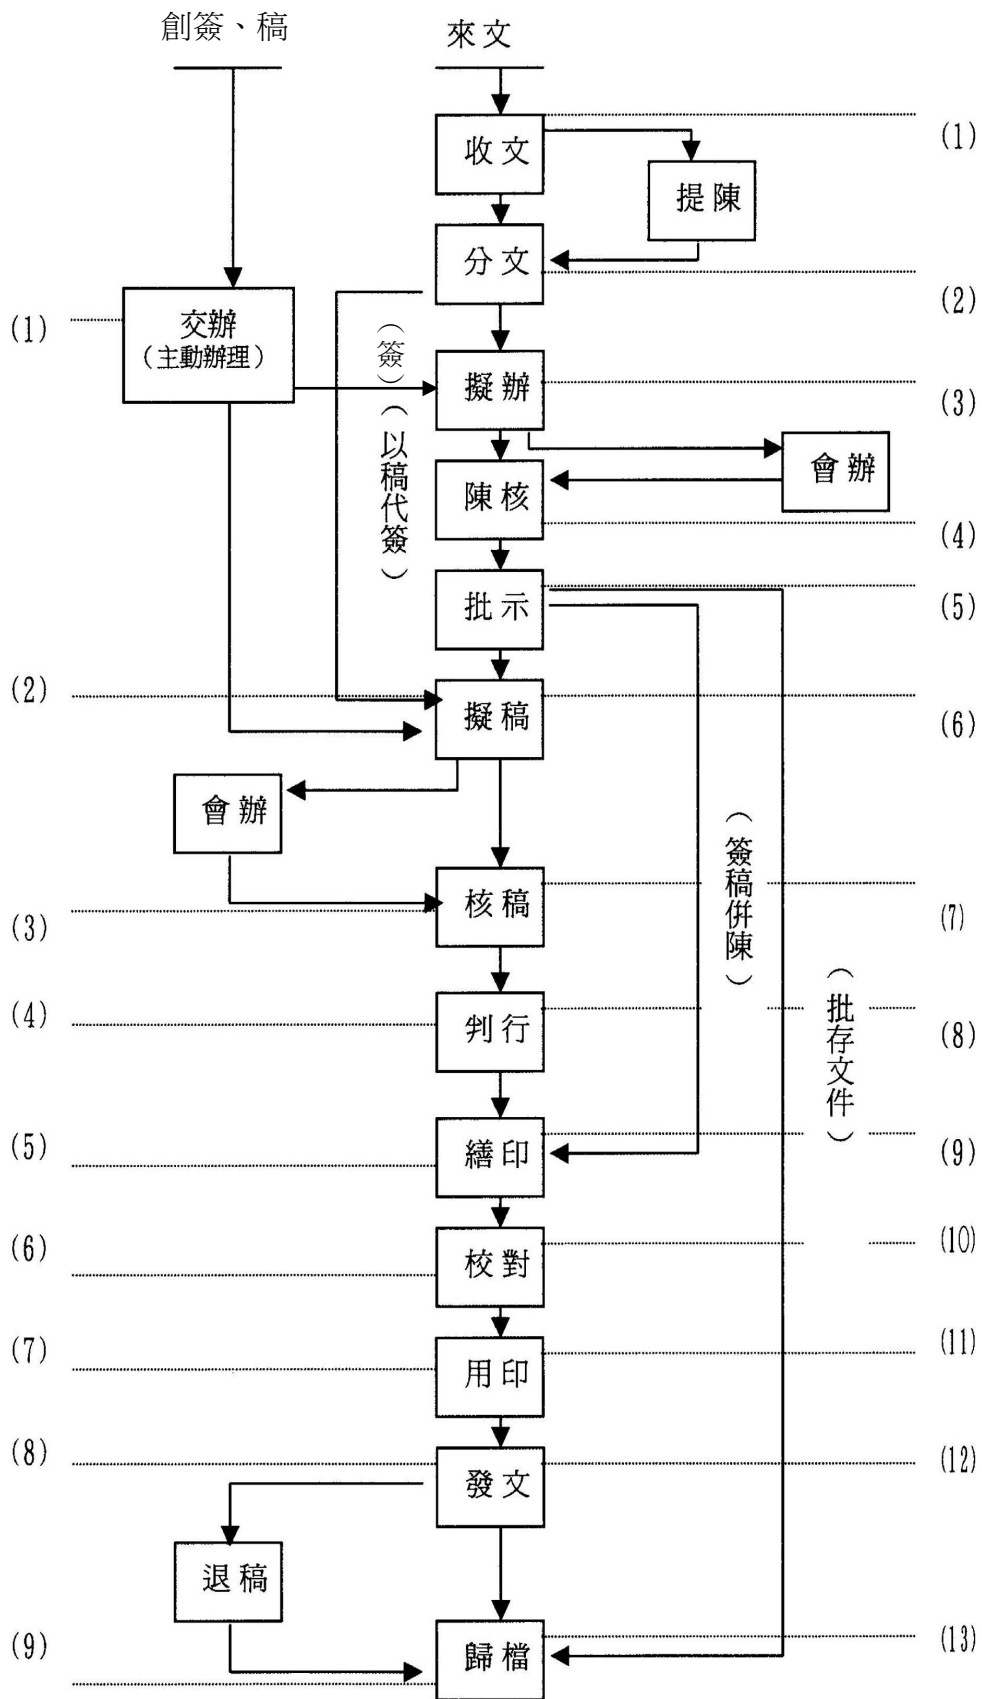 創簽、稿
來文
收文
(1)
提陳
分文
(2)
(1)
交辦
（主動辦理）
（簽）
擬辦
(3)
（以稿代簽）
會辦
陳核
(4)
批示
(5)
(2)
擬稿
(6)
會辦
（簽稿併陳）
核稿
(3)
(7)
（批存文件）
(4)
判行
(8)
(5)
繕印
(9)
(6)
校對
(10)
(7)
用印
(11)
(8)
發文
(12)
退稿
(9)
歸檔
(13)